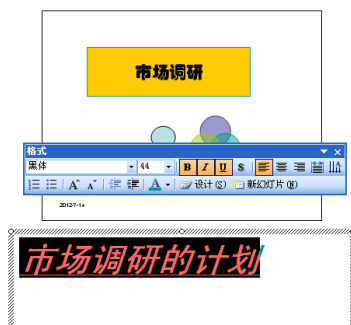 市场调研
格式
黑体 44 B I U S
A A A 设计(S) 新幻灯片(N)
2012-7-14
市场调研的计划